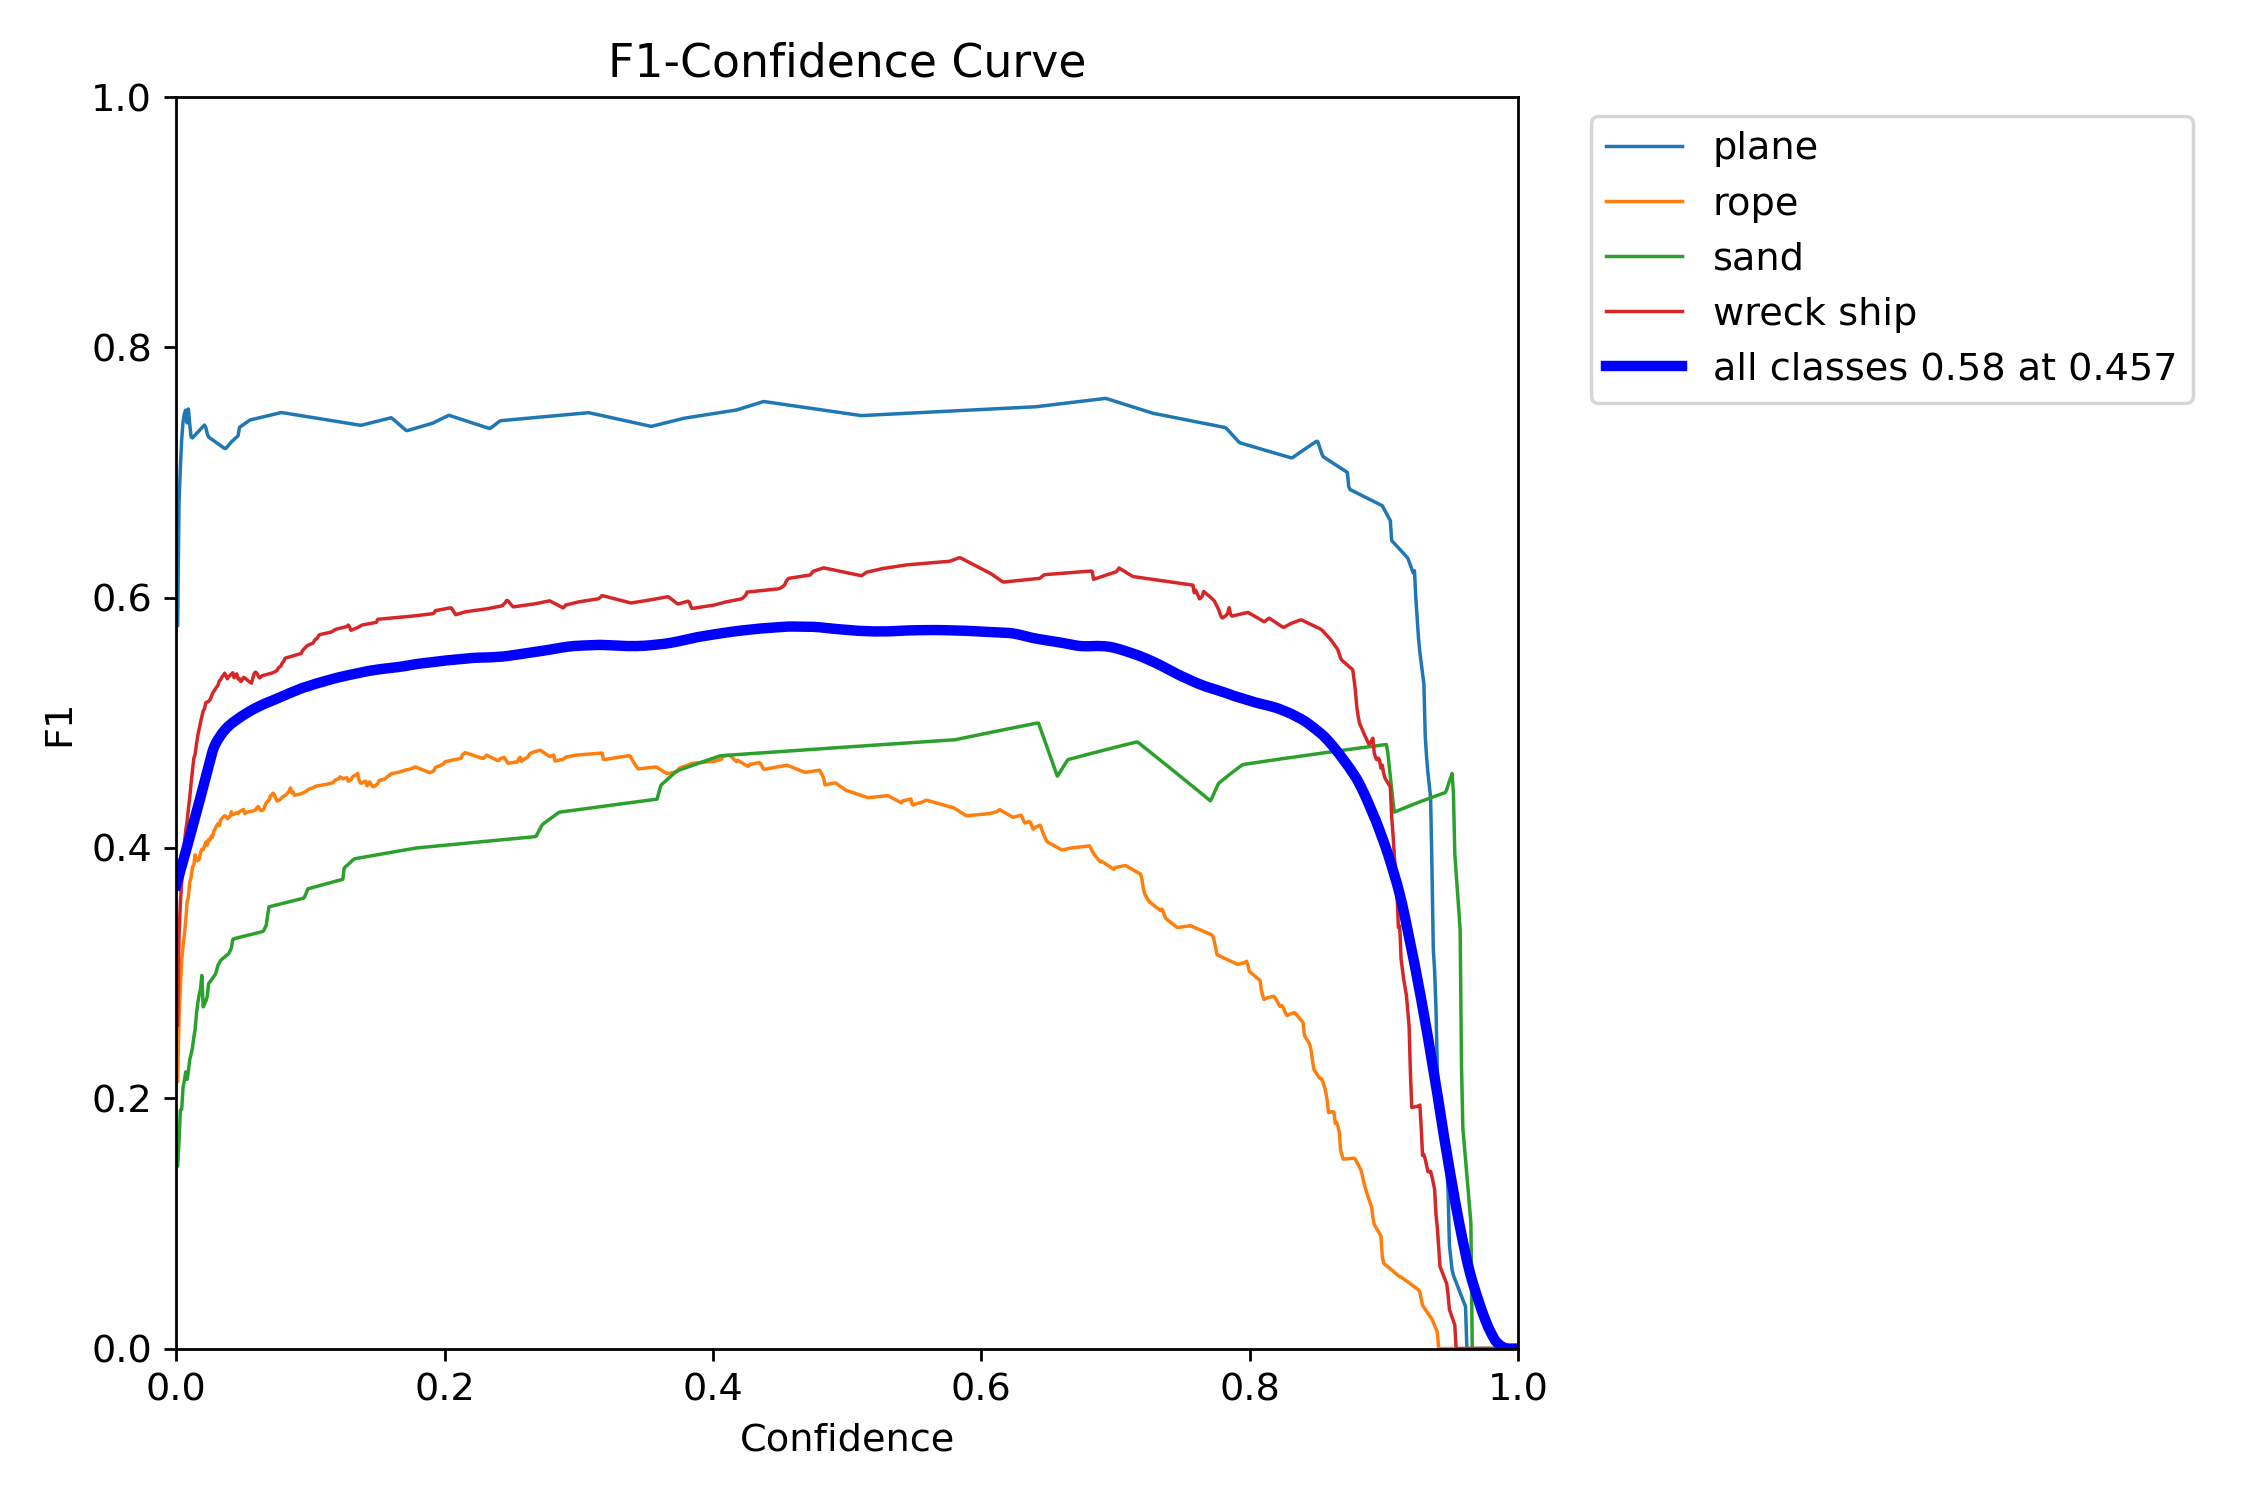 F1-Confidence Curve
1.0
0.8
0.6
0.4
0.2
0.0
F1
0.0 0.2 0.4 0.6 0.8 1.0
Confidence
plane
rope
sand
wreck ship
all classes 0.58 at 0.457